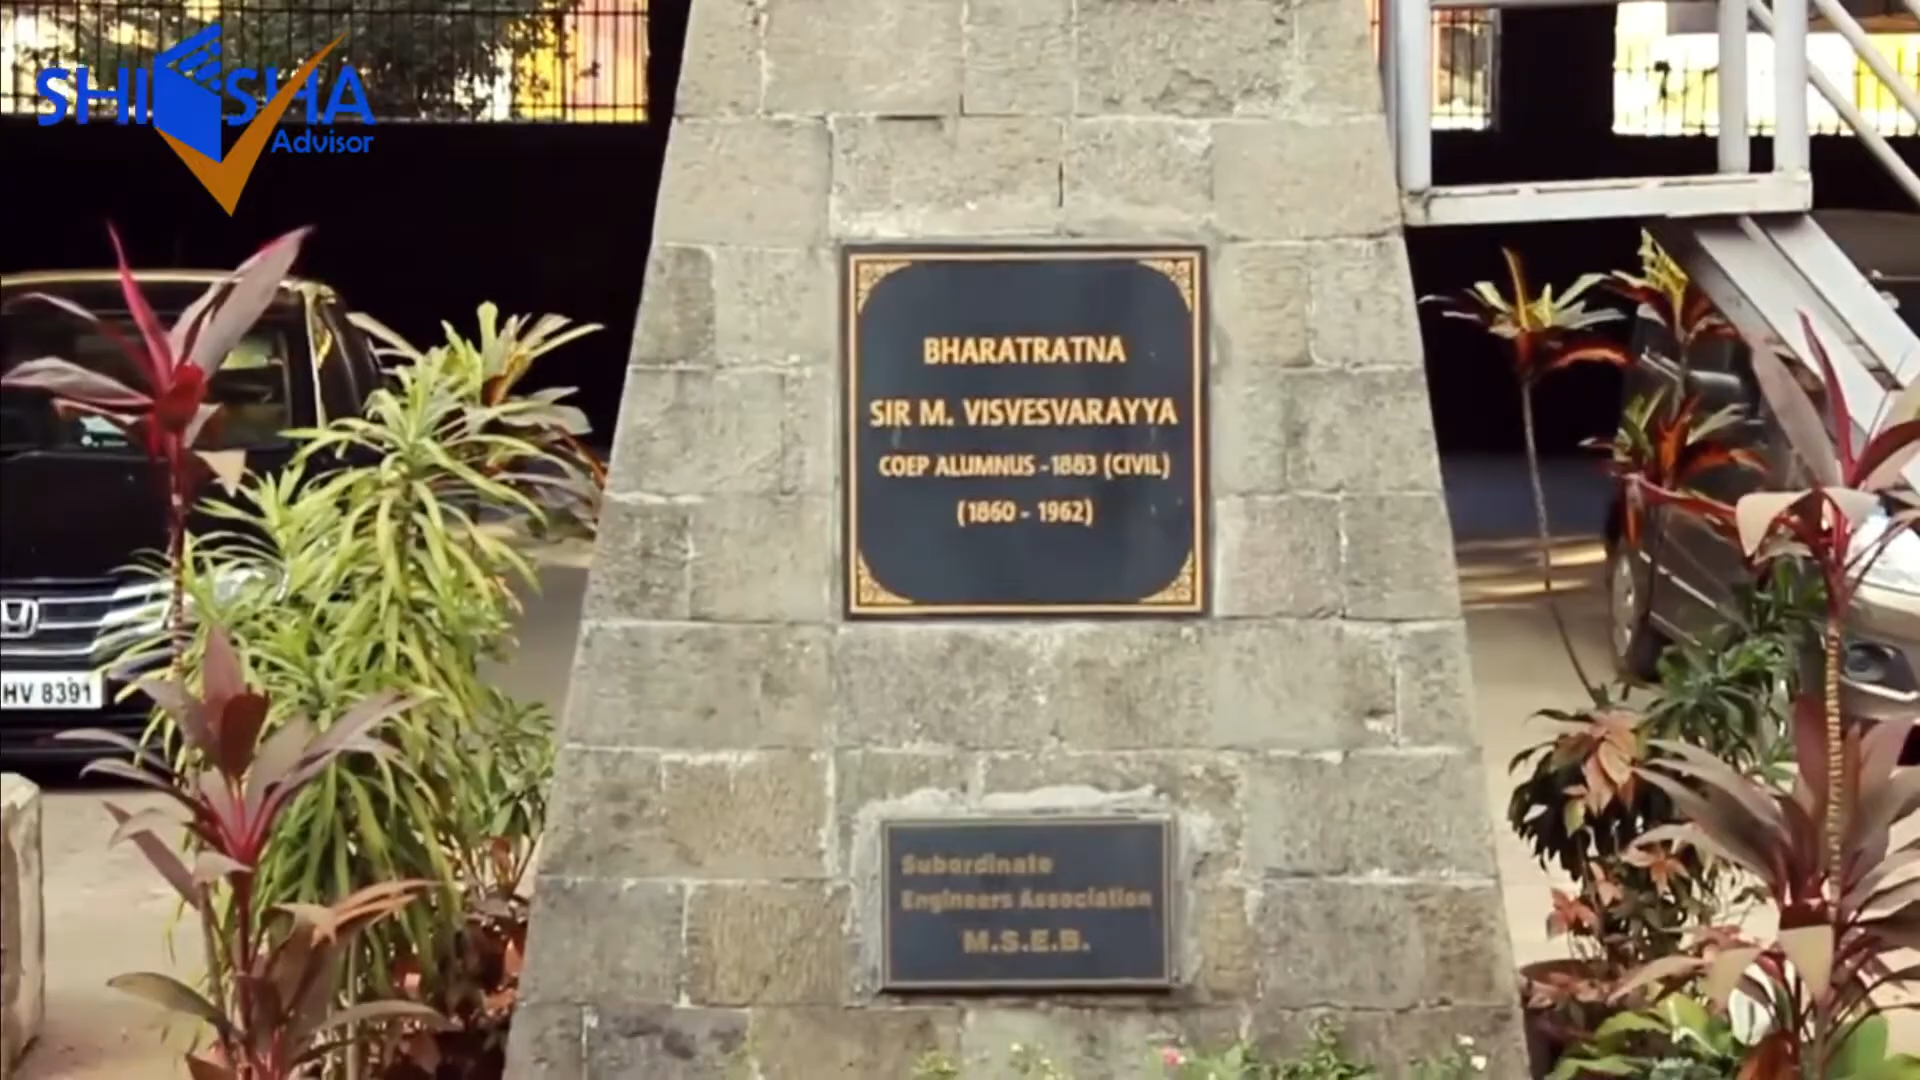 SHIKSHA
Advisor
BHARATRATNA
SIR M. VISVESVARAYYA
COEP ALUMNUS - 1883 (CIVIL)
(1860 - 1962)
HV 8391
Subordinate
Engineers Association
M.S.E.B.